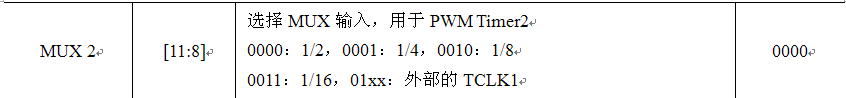 MUX 2
[11:8]
选择 MUX 输入，用于 PWM Timer2
0000：1/2，0001：1/4，0010：1/8
0011：1/16，01xx：外部的 TCLK1
0000